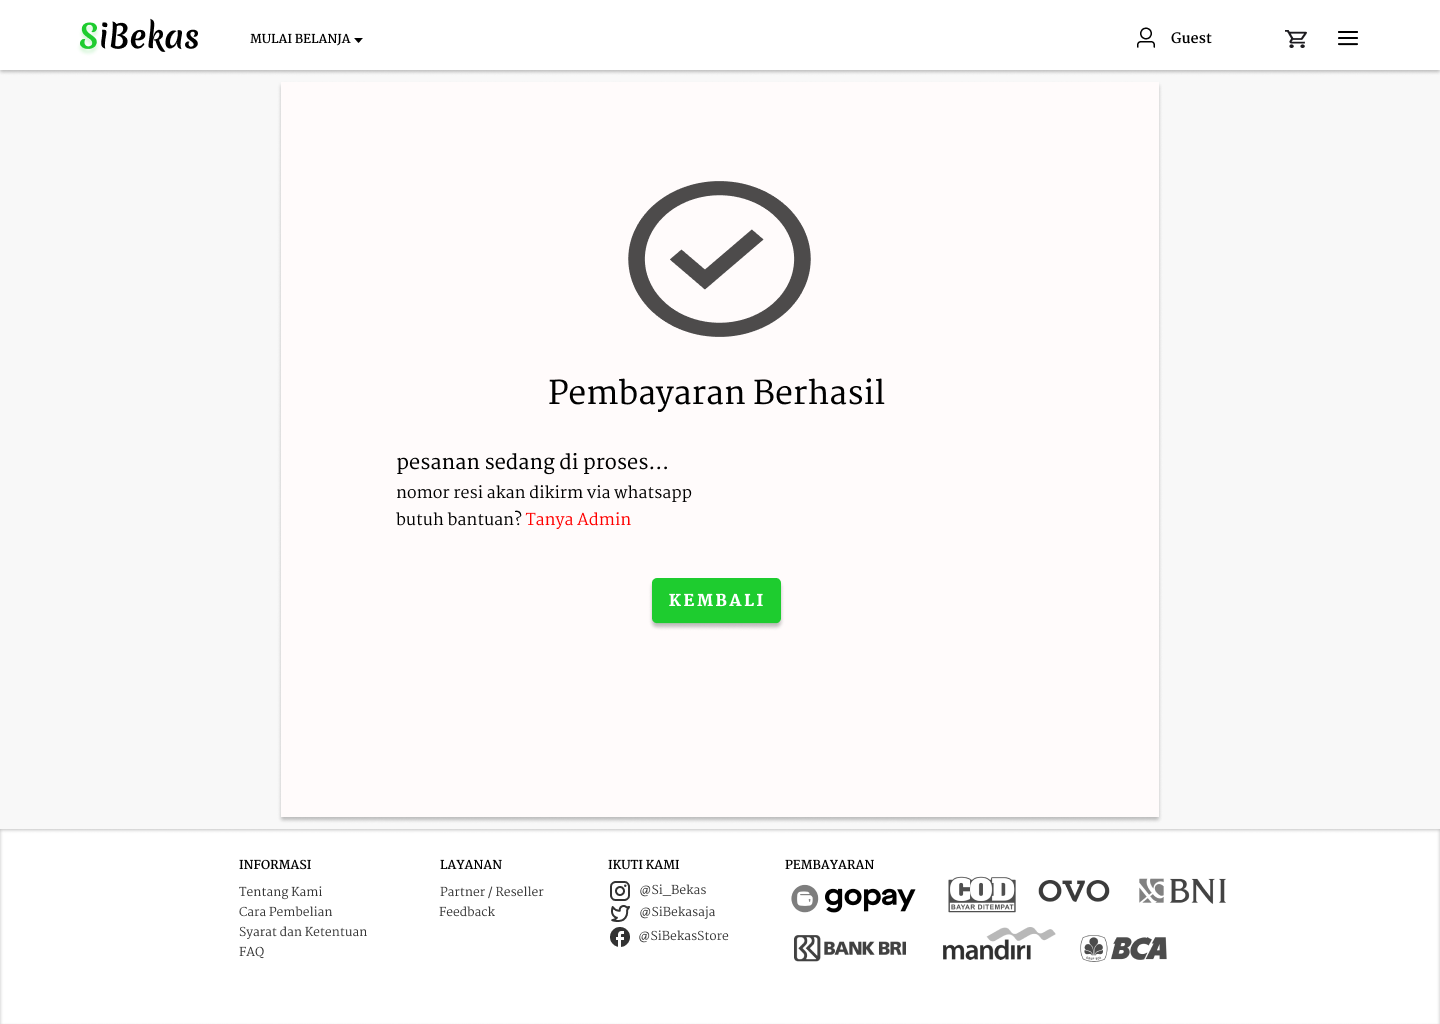 SiBekas
MULAI BELANJA
Guest
Pembayaran Berhasil
pesanan sedang di proses...
nomor resi akan dikirm via whatsapp
butuh bantuan? Tanya Admin
KEMBALI
INFORMASI
Tentang Kami
Cara Pembelian
Syarat dan Ketentuan
FAQ
LAYANAN
Partner / Reseller
Feedback
IKUTI KAMI
@Si_Bekas
@SiBekasaja
@SiBekasStore
PEMBAYARAN
gopay
COD
BAYAR DITEMPAT
OVO
BNI
BANK BRI
mandırı
BCA